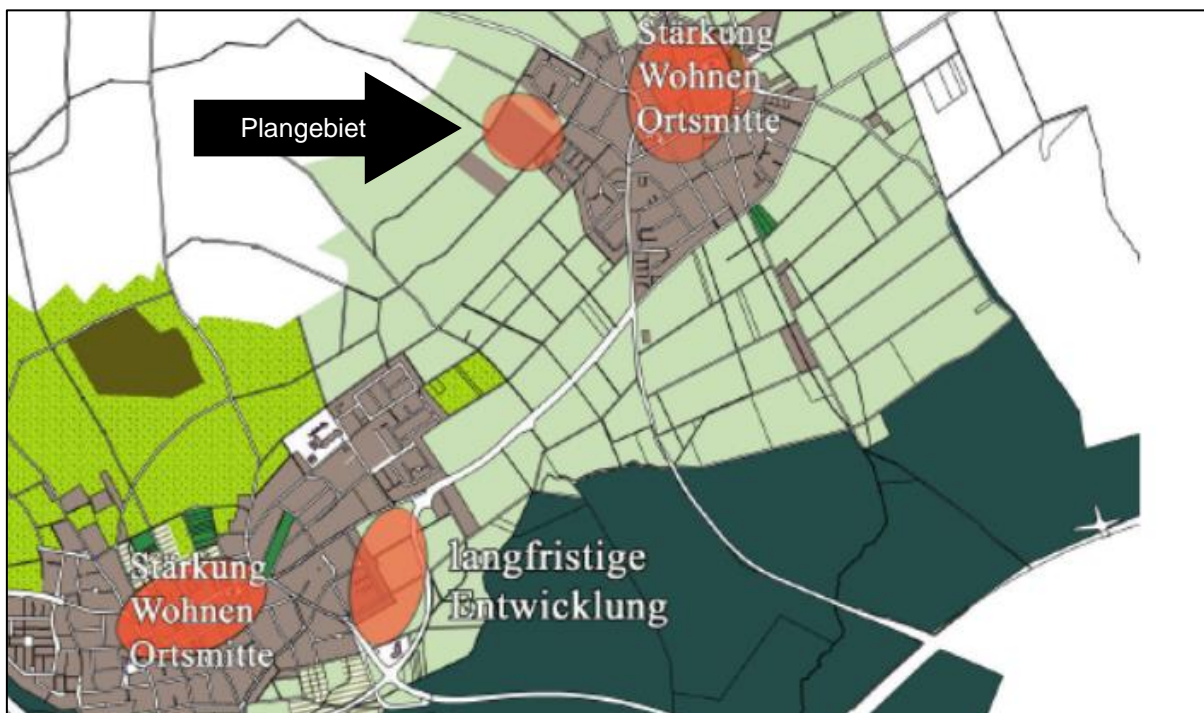 Stärkung
Wohnen
Ortsmitte
Plangebiet
langfristige
Entwicklung
Stärkung
Wohnen
Ortsmitte